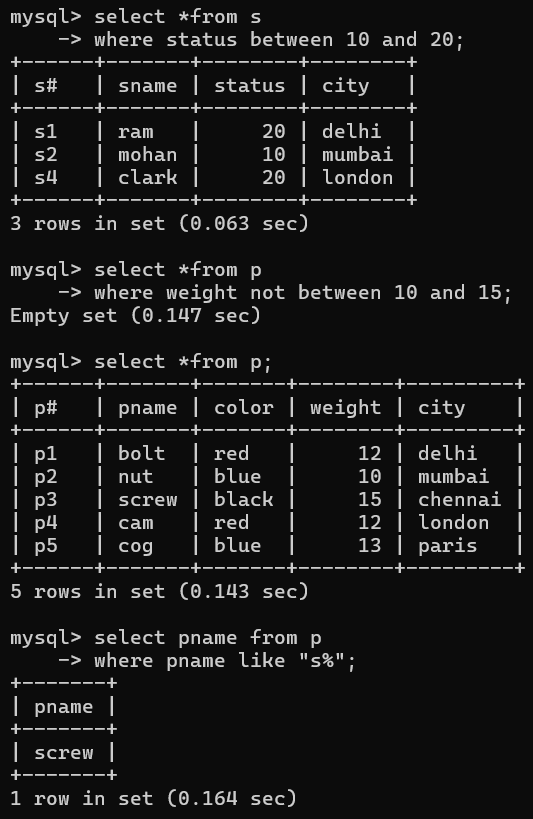 mysql> select *from s
    -> where status between 10 and 20;
+------+-------+--------+--------+
| s#   | sname | status | city   |
+------+-------+--------+--------+
| s1   | ram   |     20 | delhi  |
| s2   | mohan |     10 | mumbai |
| s4   | clark |     20 | london |
+------+-------+--------+--------+
3 rows in set (0.063 sec)

mysql> select *from p
    -> where weight not between 10 and 15;
Empty set (0.147 sec)

mysql> select *from p;
+------+-------+-------+--------+---------+
| p#   | pname | color | weight | city    |
+------+-------+-------+--------+---------+
| p1   | bolt  | red   |     12 | delhi   |
| p2   | nut   | blue  |     10 | mumbai  |
| p3   | screw | black |     15 | chennai |
| p4   | cam   | red   |     12 | london  |
| p5   | cog   | blue  |     13 | paris   |
+------+-------+-------+--------+---------+
5 rows in set (0.143 sec)

mysql> select pname from p
    -> where pname like "s%";
+-------+
| pname |
+-------+
| screw |
+-------+
1 row in set (0.164 sec)